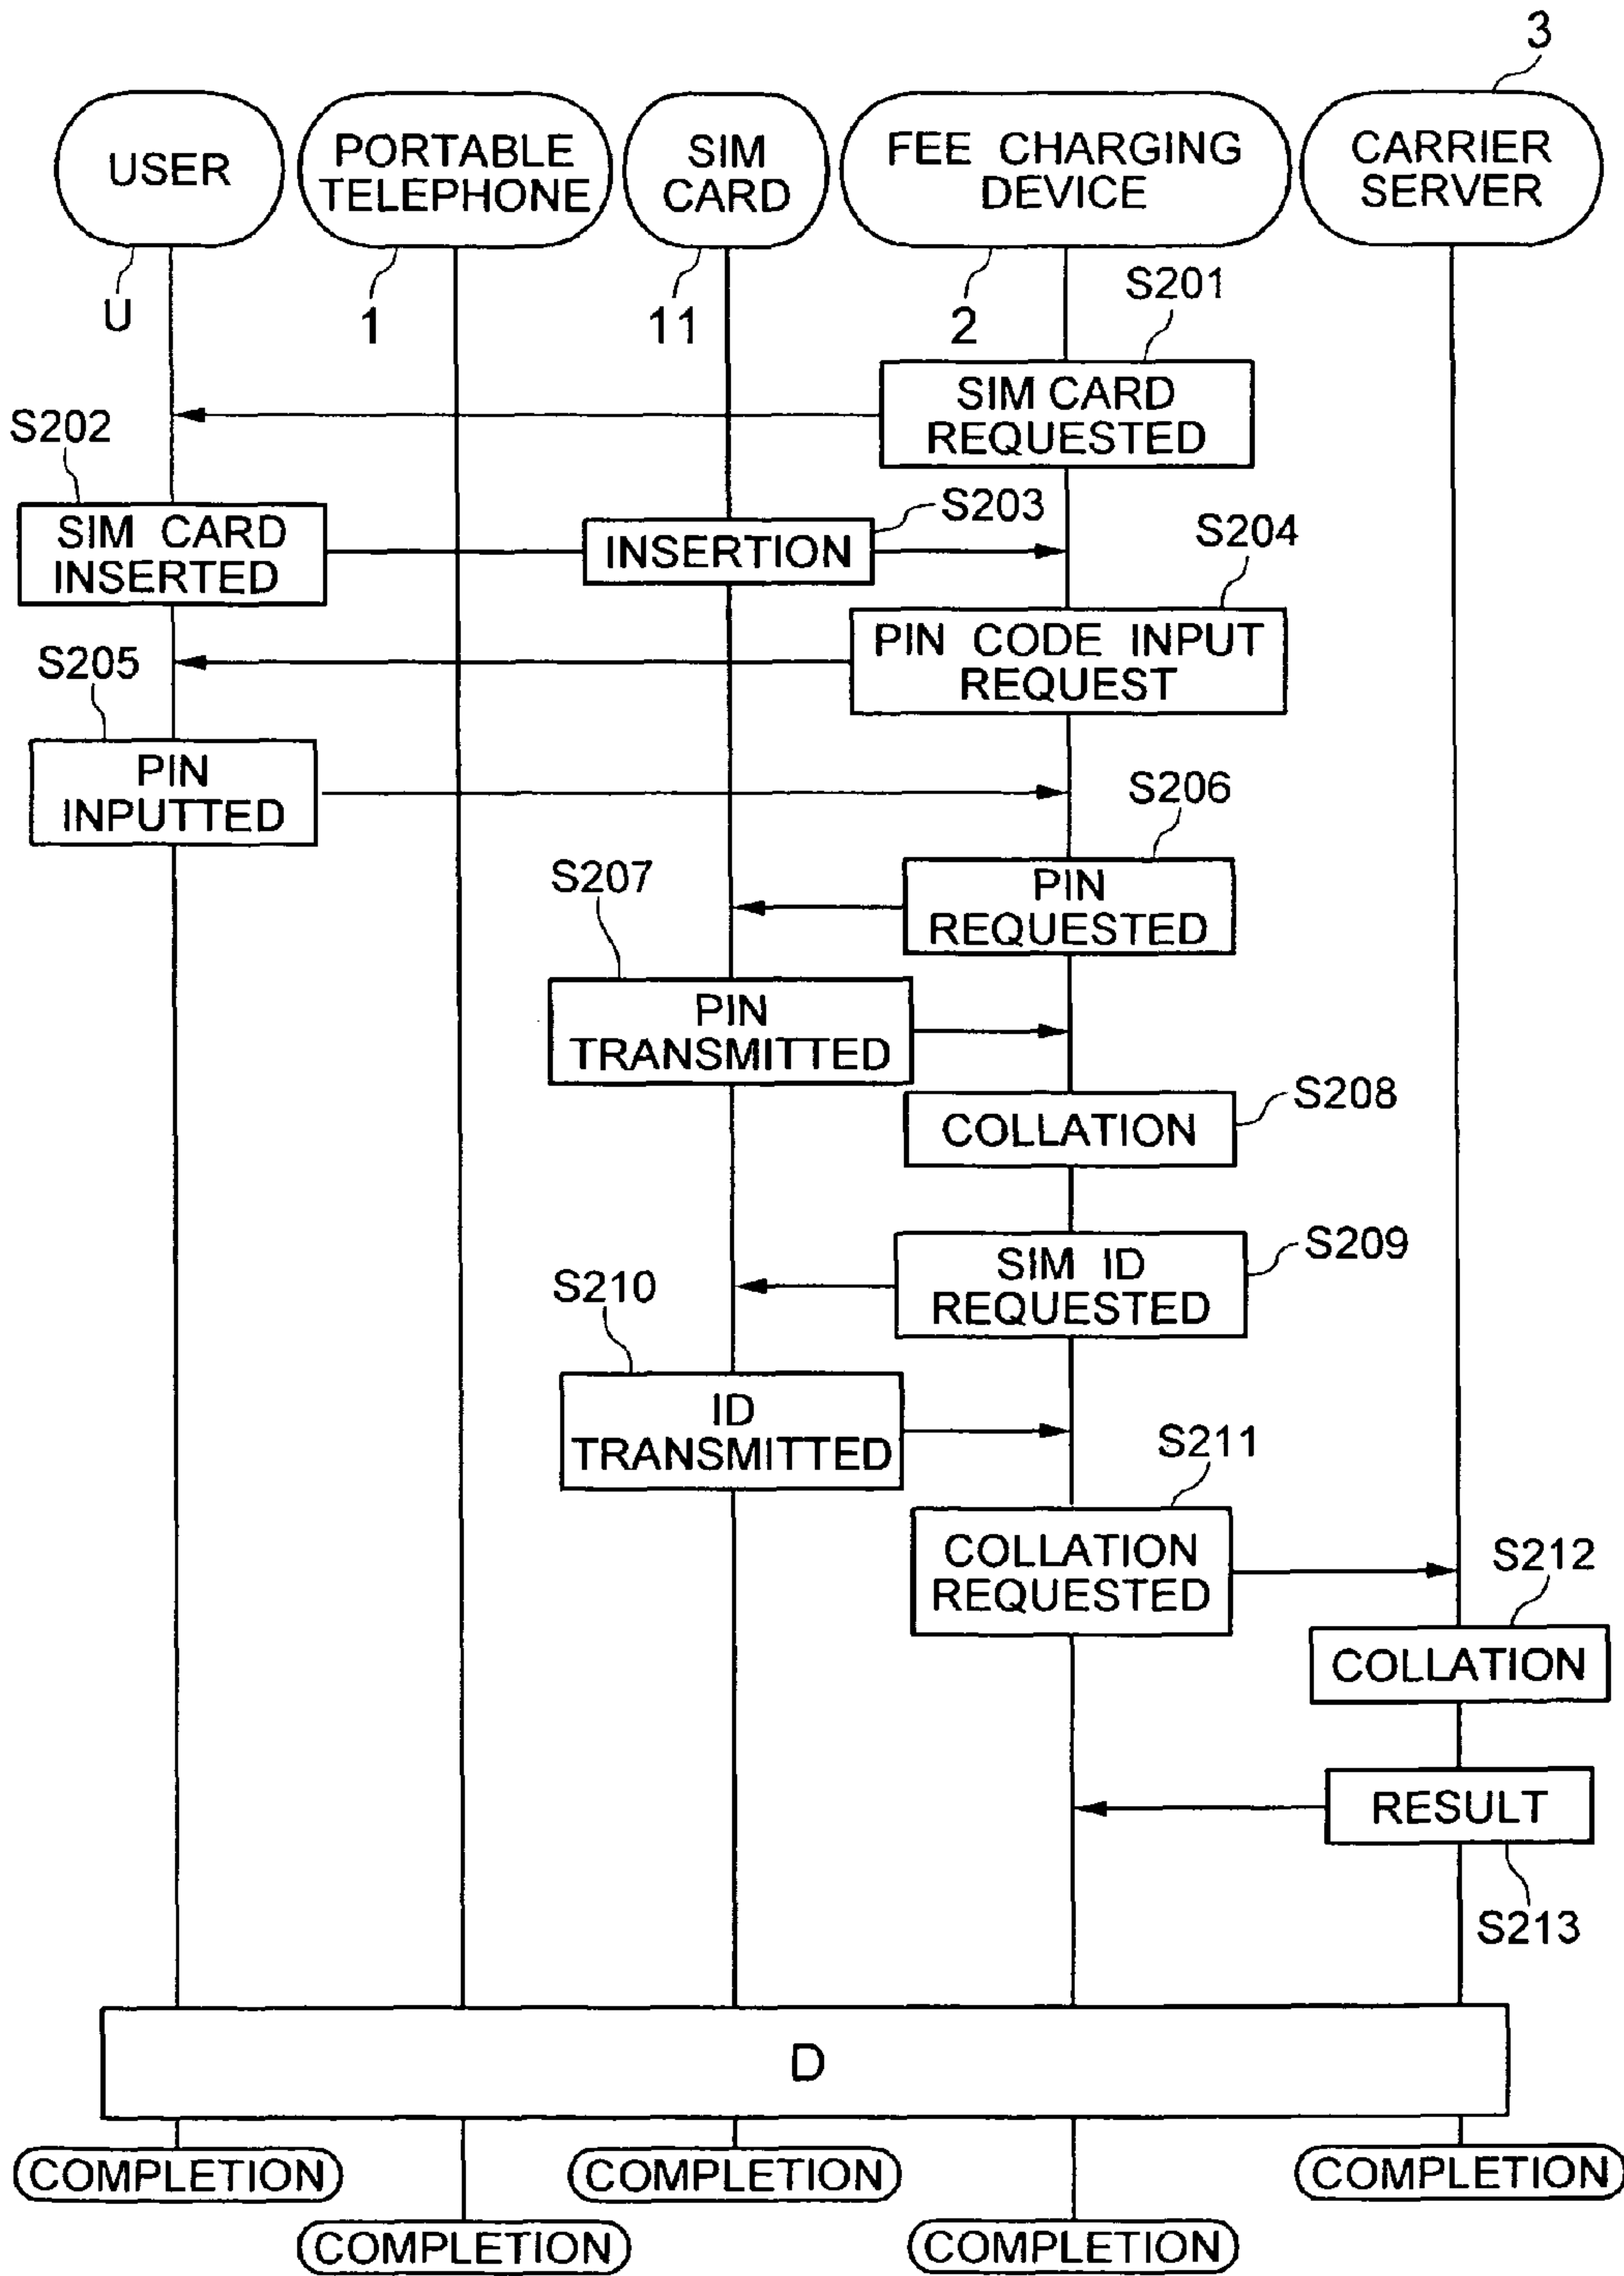 3
USER
PORTABLE
TELEPHONE
SIM
CARD
FEE CHARGING
DEVICE
CARRIER
SERVER
U
1
11
2
S201
SIM CARD
REQUESTED
S202
SIM CARD
INSERTED
S203
INSERTION
S204
PIN CODE INPUT
REQUEST
S205
PIN
INPUTTED
S206
PIN
REQUESTED
S207
PIN
TRANSMITTED
S208
COLLATION
S209
SIM ID
REQUESTED
S210
ID
TRANSMITTED
S211
COLLATION
REQUESTED
S212
COLLATION
RESULT
S213
D
COMPLETION
COMPLETION
COMPLETION
COMPLETION
COMPLETION